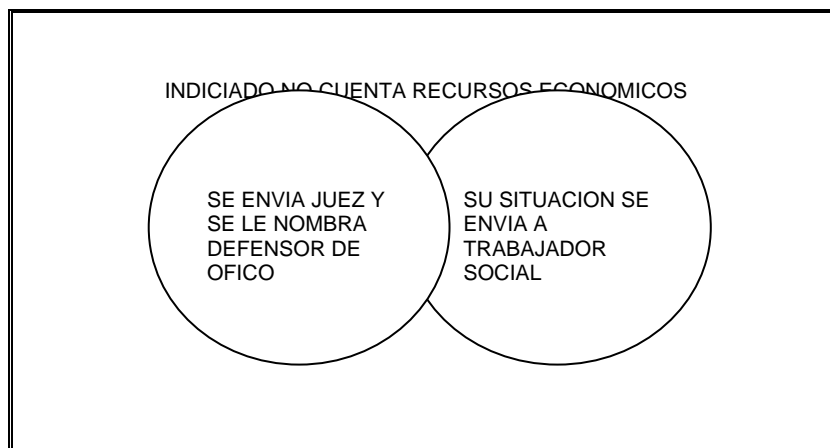 INDICIADO NO CUENTA RECURSOS ECONOMICOS
SE ENVIA JUEZ Y
SE LE NOMBRA
DEFENSOR DE
OFICO
SU SITUACION SE
ENVIA A
TRABAJADOR
SOCIAL